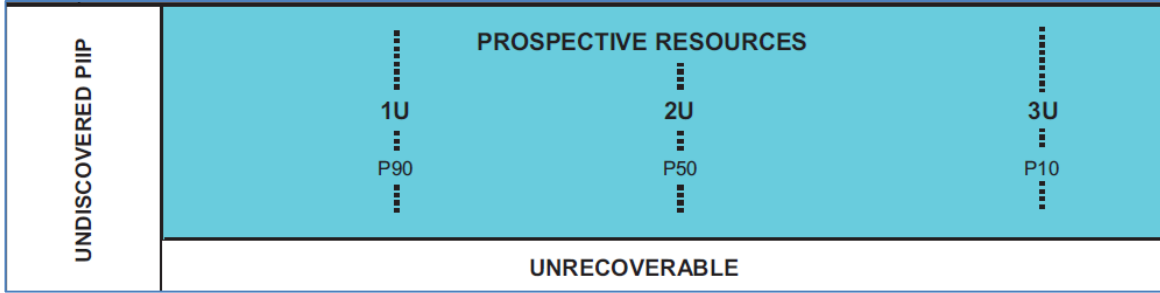 UNDISCOVERED PIIP
PROSPECTIVE RESOURCES
1U 2U 3U
P90 P50 P10
UNRECOVERABLE